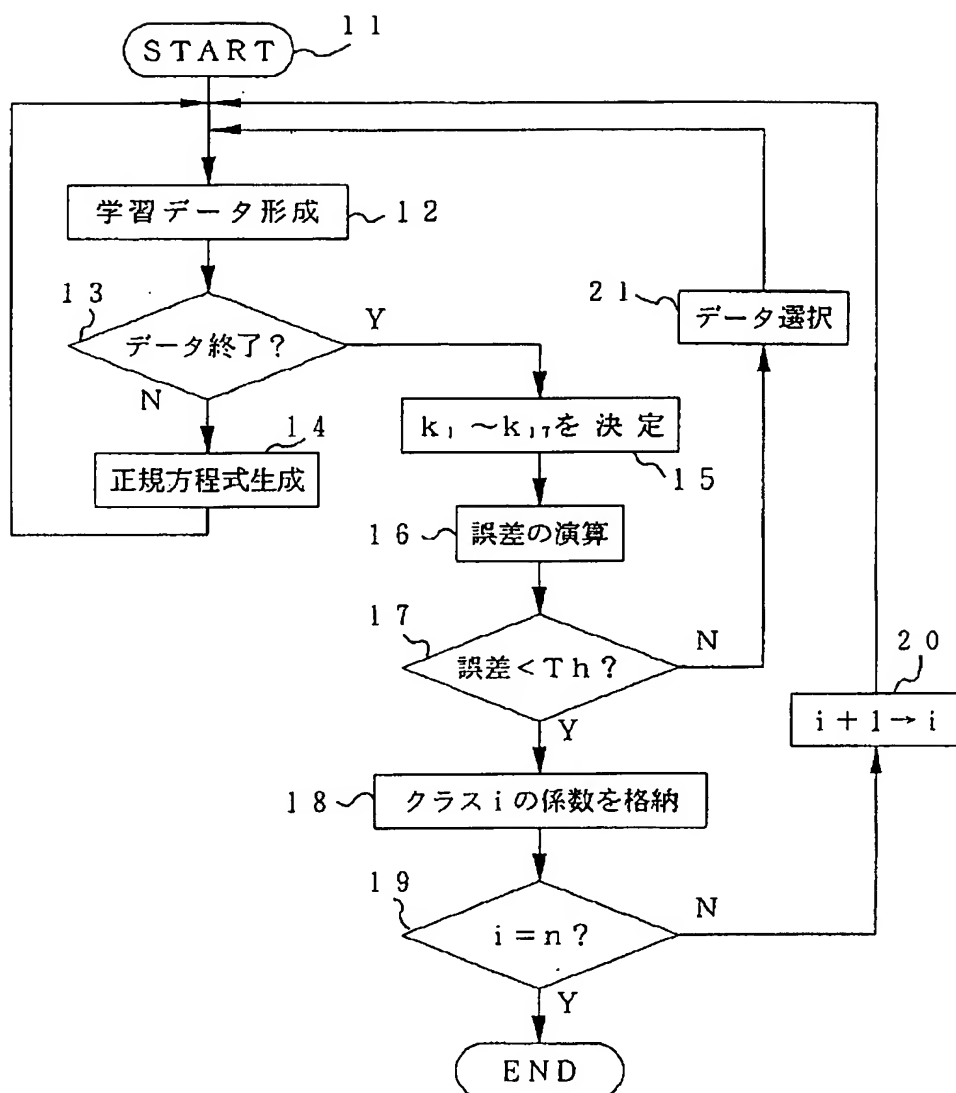 START
11
学習データ形成
12
13
データ終了?
Y
N
14
正規方程式生成
21
データ選択
k₁~k₁₇を決定
15
16
誤差の演算
17
誤差<Th?
N
Y
20
i+1→i
18
クラスiの係数を格納
19
i=n?
N
Y
END